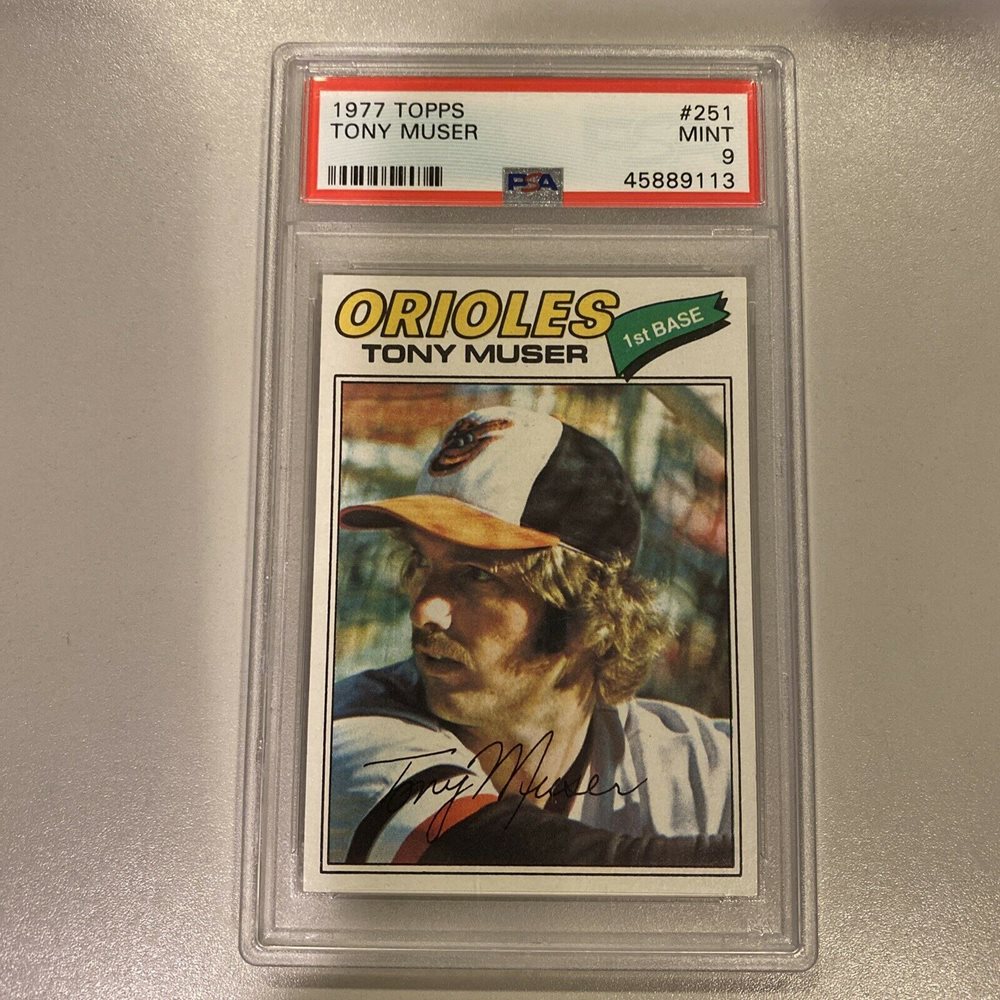 1977 TOPPS
TONY MUSER
#251
MINT
9
PSA
45889113
ORIOLES
TONY MUSER
1st BASE
Tony Muser